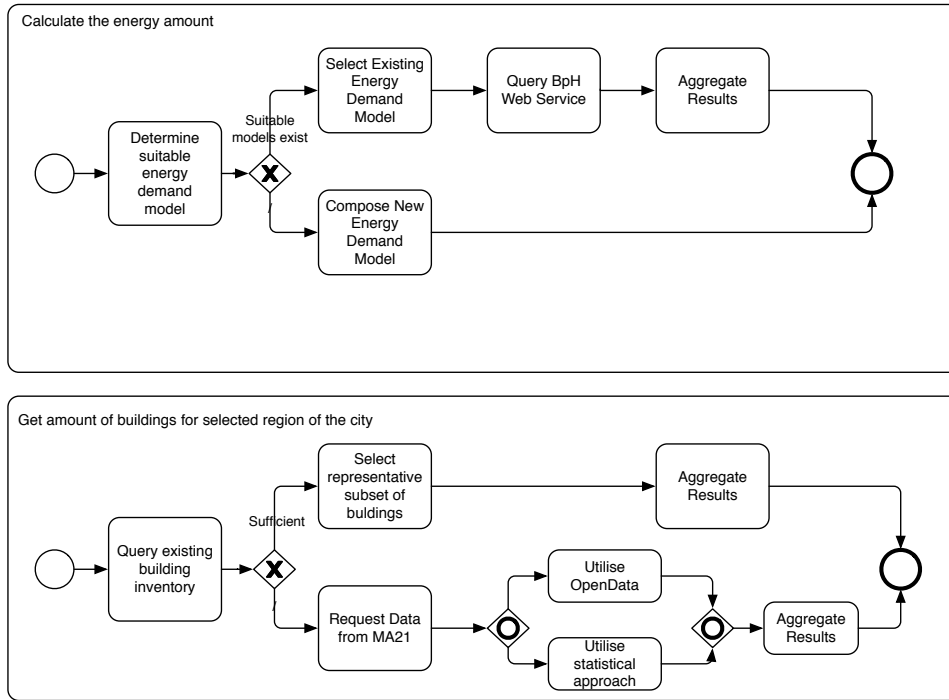 Calculate the energy amount
Select Existing
Energy
Demand
Model
Query BpH
Web Service
Aggregate
Results
Suitable
models exist
Determine
suitable
energy
demand
model
Compose New
Energy
Demand
Model
Get amount of buildings for selected region of the city
Select
representative
subset of
buldings
Aggregate
Results
Sufficient
Query existing
building
inventory
Utilise
OpenData
Request Data
from MA21
Aggregate
Results
Utilise
statistical
approach